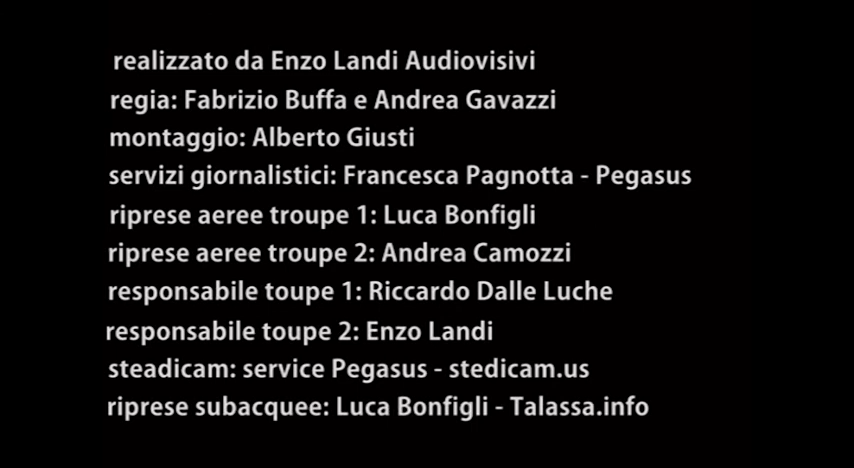 realizzato da Enzo Landi Audiovisivi
regia: Fabrizio Buffa e Andrea Gavazzi
montaggio: Alberto Giusti
servizi giornalistici: Francesca Pagnotta - Pegasus
riprese aeree troupe 1: Luca Bonfigli
riprese aeree troupe 2: Andrea Camozzi
responsabile toupe 1: Riccardo Dalle Luche
responsabile toupe 2: Enzo Landi
steadicam: service Pegasus - stedicam.us
riprese subacquee: Luca Bonfigli - Talassa.info